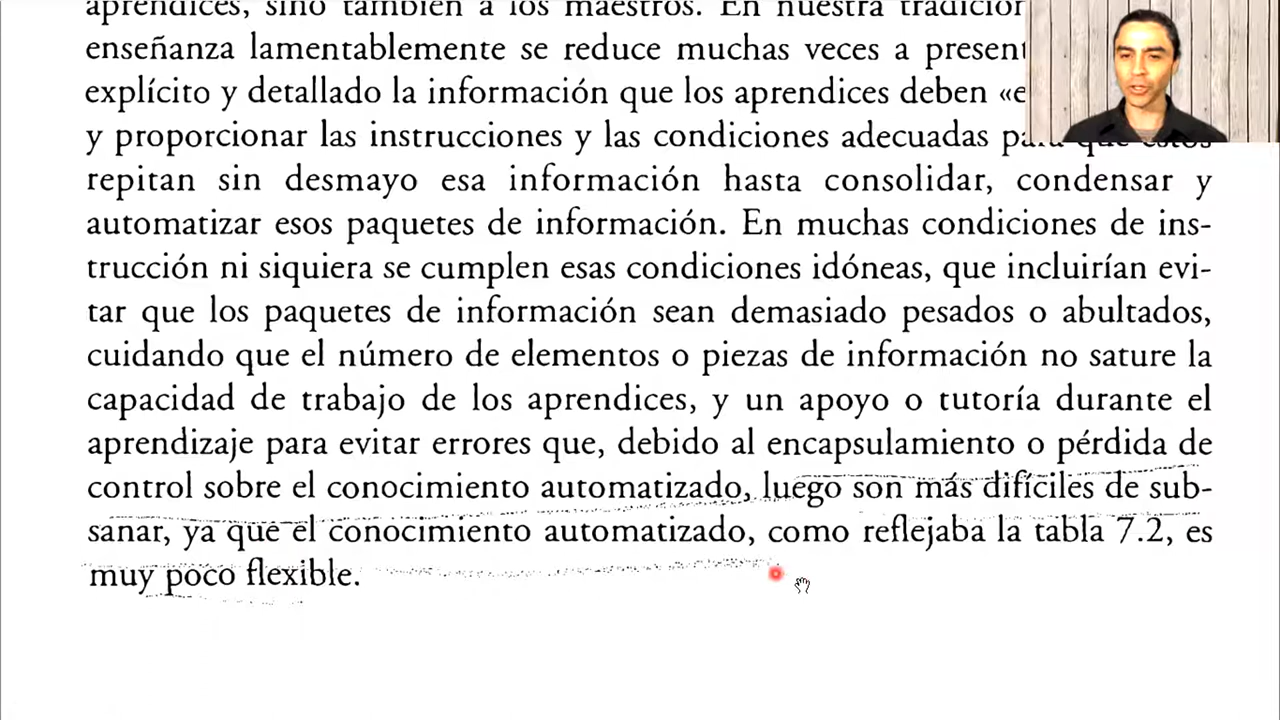 aprendices, sino también a los maestros. En nuestra tradición
enseñanza lamentablemente se reduce muchas veces a present
explícito y detallado la información que los aprendices deben «e
y proporcionar las instrucciones y las condiciones adecuadas para que éstos
repitan sin desmayo esa información hasta consolidar, condensar y
automatizar esos paquetes de información. En muchas condiciones de ins-
trucción ni siquiera se cumplen esas condiciones idóneas, que incluirían evi-
tar que los paquetes de información sean demasiado pesados o abultados,
cuidando que el número de elementos o piezas de información no sature la
capacidad de trabajo de los aprendices, y un apoyo o tutoría durante el
aprendizaje para evitar errores que, debido al encapsulamiento o pérdida de
control sobre el conocimiento automatizado, luego son más difíciles de sub-
sanar, ya que el conocimiento automatizado, como reflejaba la tabla 7.2, es
muy poco flexible.